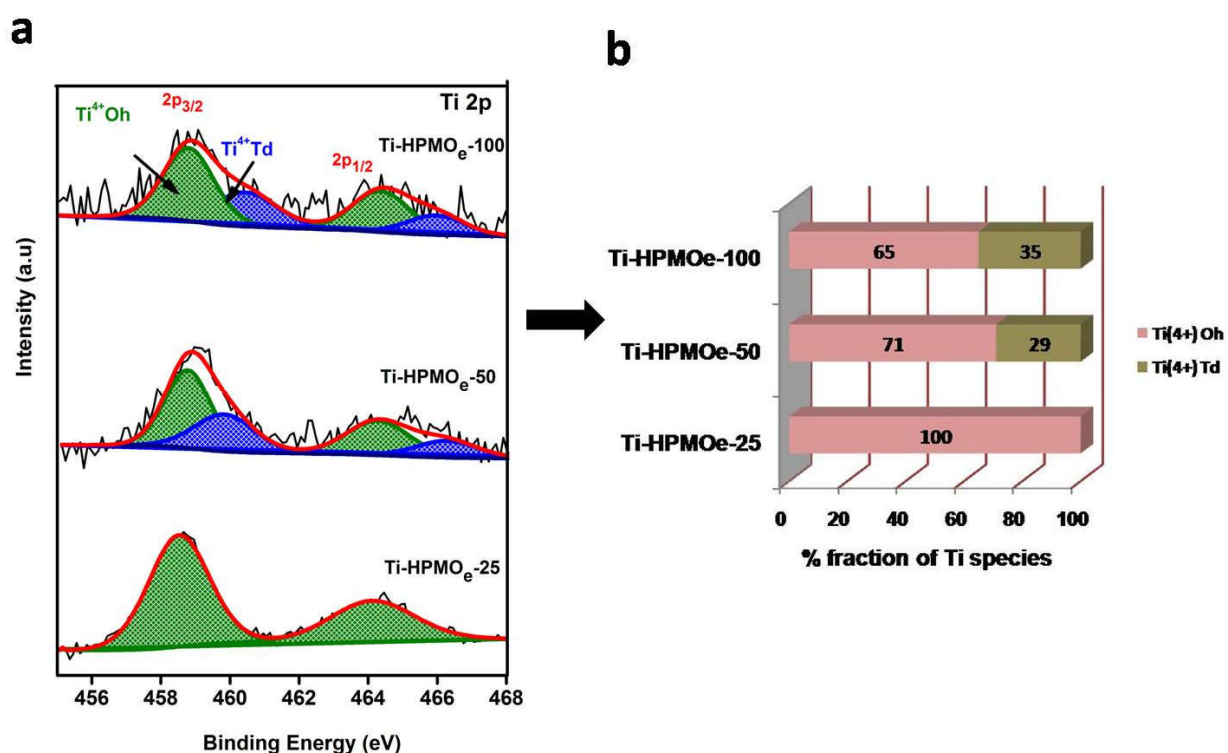 a
Ti 2p
Ti⁴⁺Oh
2p₃/₂
Ti⁴⁺Td
2p₁/₂
Ti-HPMOₑ-100
Ti-HPMOₑ-50
Ti-HPMOₑ-25
Intensity (a.u)
456 458 460 462 464 466 468
Binding Energy (eV)
b
Ti-HPMOe-100
65 35
Ti-HPMOe-50
71 29
Ti-HPMOe-25
100
Ti(4+) Oh
Ti(4+) Td
0 20 40 60 80 100
% fraction of Ti species